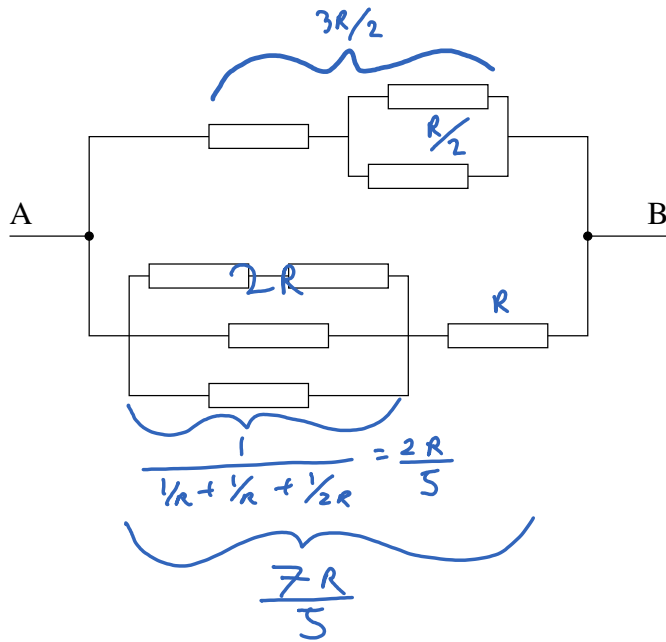 3R/2
R/2
A
B
2R
R
1 / (1/R + 1/R + 1/2R) = 2R/5
7R/5